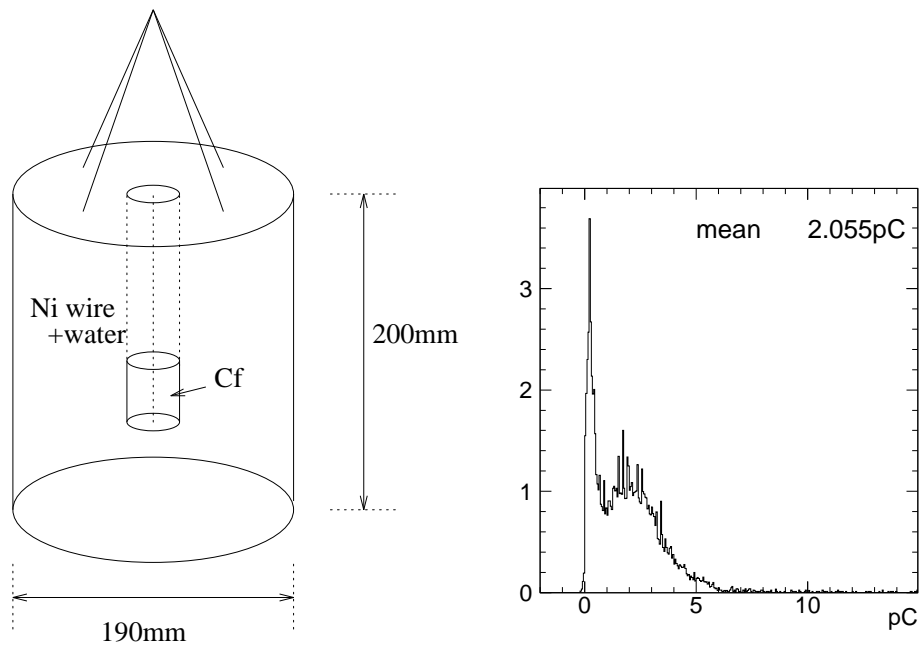 Ni wire
+water
Cf
200mm
190mm
mean 2.055pC
3
2
1
0
0 5 10
pC